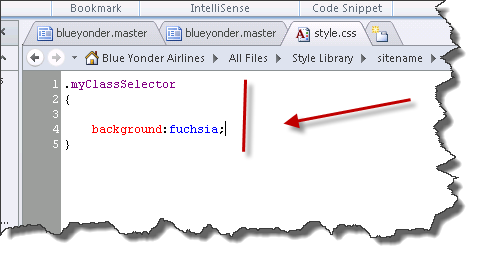 Bookmark IntelliSense Code Snippet
blueyonder.master blueyonder.master style.css
Blue Yonder Airlines All Files Style Library sitename
1 .myClassSelector
2 {
3
4 background:fuchsia;
5 }